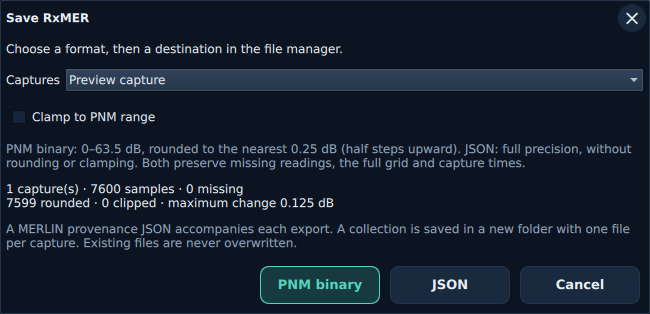 Save RxMER
Choose a format, then a destination in the file manager.
Captures Preview capture
Clamp to PNM range
PNM binary: 0–63.5 dB, rounded to the nearest 0.25 dB (half steps upward). JSON: full precision, without
rounding or clamping. Both preserve missing readings, the full grid and capture times.
1 capture(s) · 7600 samples · 0 missing
7599 rounded · 0 clipped · maximum change 0.125 dB
A MERLIN provenance JSON accompanies each export. A collection is saved in a new folder with one file
per capture. Existing files are never overwritten.
PNM binary JSON Cancel